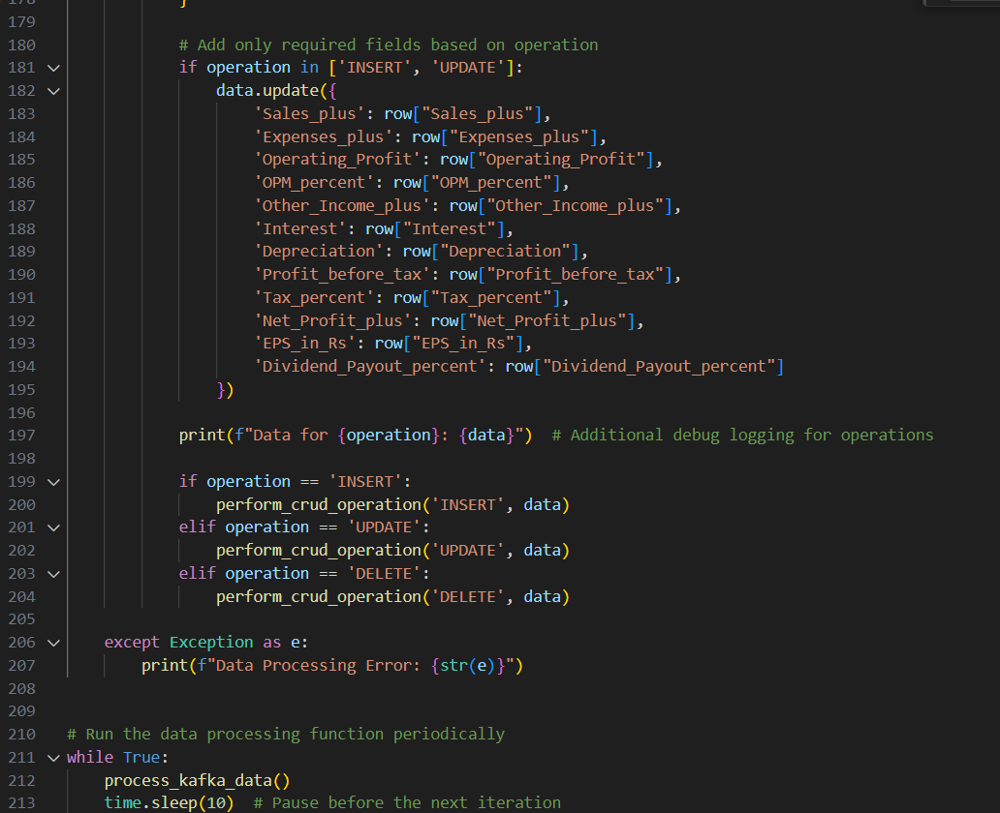 178 }
179
180 # Add only required fields based on operation
181 if operation in ['INSERT', 'UPDATE']:
182 data.update({
183 'Sales_plus': row["Sales_plus"],
184 'Expenses_plus': row["Expenses_plus"],
185 'Operating_Profit': row["Operating_Profit"],
186 'OPM_percent': row["OPM_percent"],
187 'Other_Income_plus': row["Other_Income_plus"],
188 'Interest': row["Interest"],
189 'Depreciation': row["Depreciation"],
190 'Profit_before_tax': row["Profit_before_tax"],
191 'Tax_percent': row["Tax_percent"],
192 'Net_Profit_plus': row["Net_Profit_plus"],
193 'EPS_in_Rs': row["EPS_in_Rs"],
194 'Dividend_Payout_percent': row["Dividend_Payout_percent"]
195 })
196
197 print(f"Data for {operation}: {data}") # Additional debug logging for operations
198
199 if operation == 'INSERT':
200 perform_crud_operation('INSERT', data)
201 elif operation == 'UPDATE':
202 perform_crud_operation('UPDATE', data)
203 elif operation == 'DELETE':
204 perform_crud_operation('DELETE', data)
205
206 except Exception as e:
207 print(f"Data Processing Error: {str(e)}")
208
209
210 # Run the data processing function periodically
211 while True:
212 process_kafka_data()
213 time.sleep(10) # Pause before the next iteration